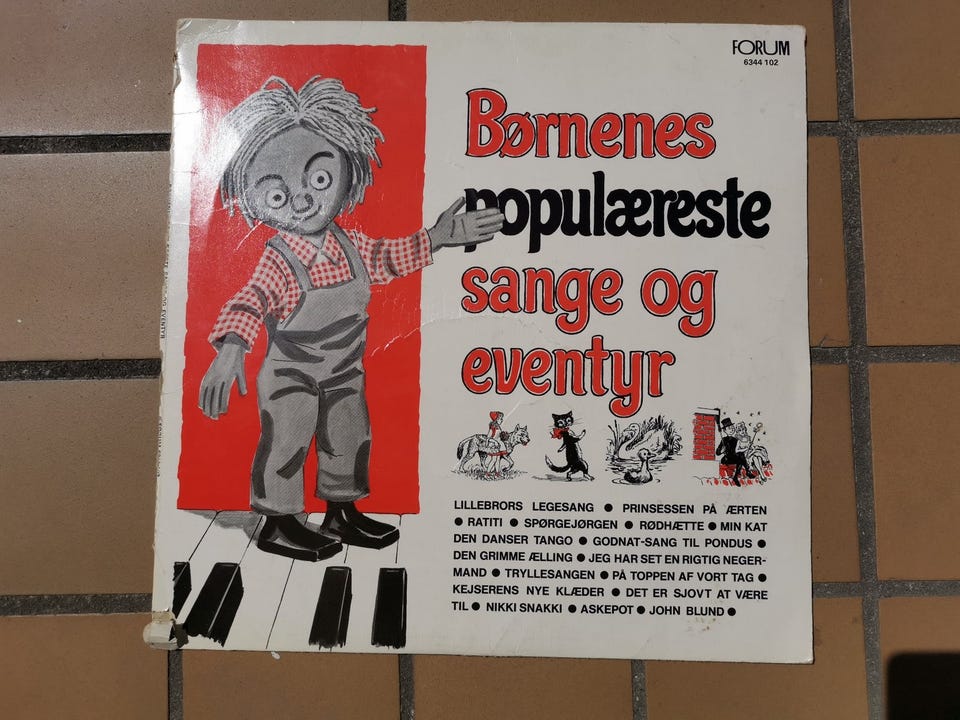 FORUM
6344 102
Børnenes
populæreste
sange og
eventyr
LILLEBRORS LEGESANG ● PRINSESSEN PÅ ÆRTEN
● RATITI ● SPØRGEJØRGEN ● RØDHÆTTE ● MIN KAT
DEN DANSER TANGO ● GODNAT-SANG TIL PONDUS ●
DEN GRIMME ÆLLING ● JEG HAR SET EN RIGTIG NEGER-
MAND ● TRYLLESANGEN ● PÅ TOPPEN AF VORT TAG ●
KEJSERENS NYE KLÆDER ● DET ER SJOVT AT VÆRE
TIL ● NIKKI SNAKKI ● ASKEPOT ● JOHN BLUND ●